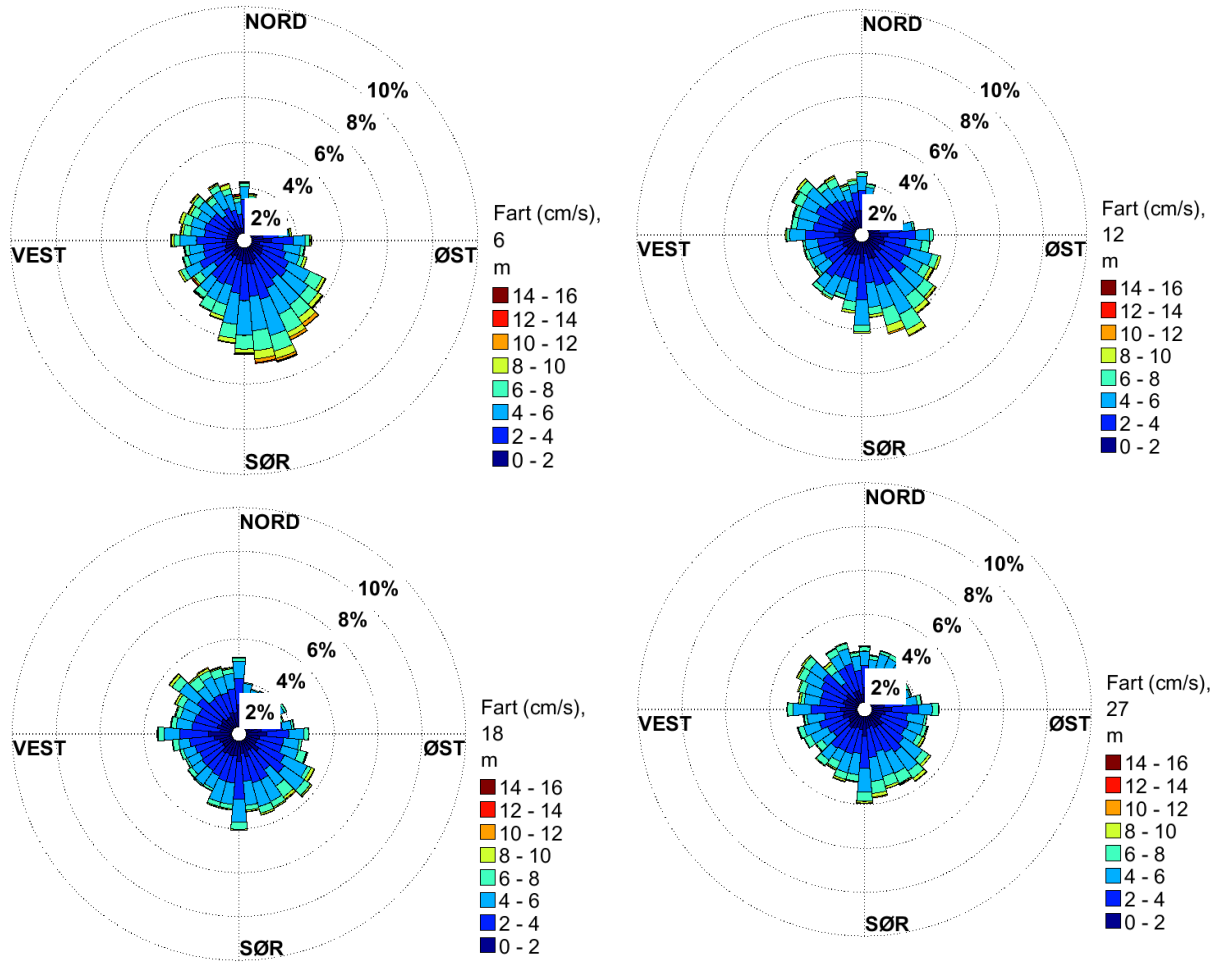 NORD
10%
8%
6%
4%
2%
VEST
ØST
SØR
Fart (cm/s),
6
m
14 - 16
12 - 14
10 - 12
8 - 10
6 - 8
4 - 6
2 - 4
0 - 2
NORD
10%
8%
6%
4%
2%
VEST
ØST
SØR
Fart (cm/s),
12
m
14 - 16
12 - 14
10 - 12
8 - 10
6 - 8
4 - 6
2 - 4
0 - 2
NORD
10%
8%
6%
4%
2%
VEST
ØST
SØR
Fart (cm/s),
18
m
14 - 16
12 - 14
10 - 12
8 - 10
6 - 8
4 - 6
2 - 4
0 - 2
NORD
10%
8%
6%
4%
2%
VEST
ØST
SØR
Fart (cm/s),
27
m
14 - 16
12 - 14
10 - 12
8 - 10
6 - 8
4 - 6
2 - 4
0 - 2